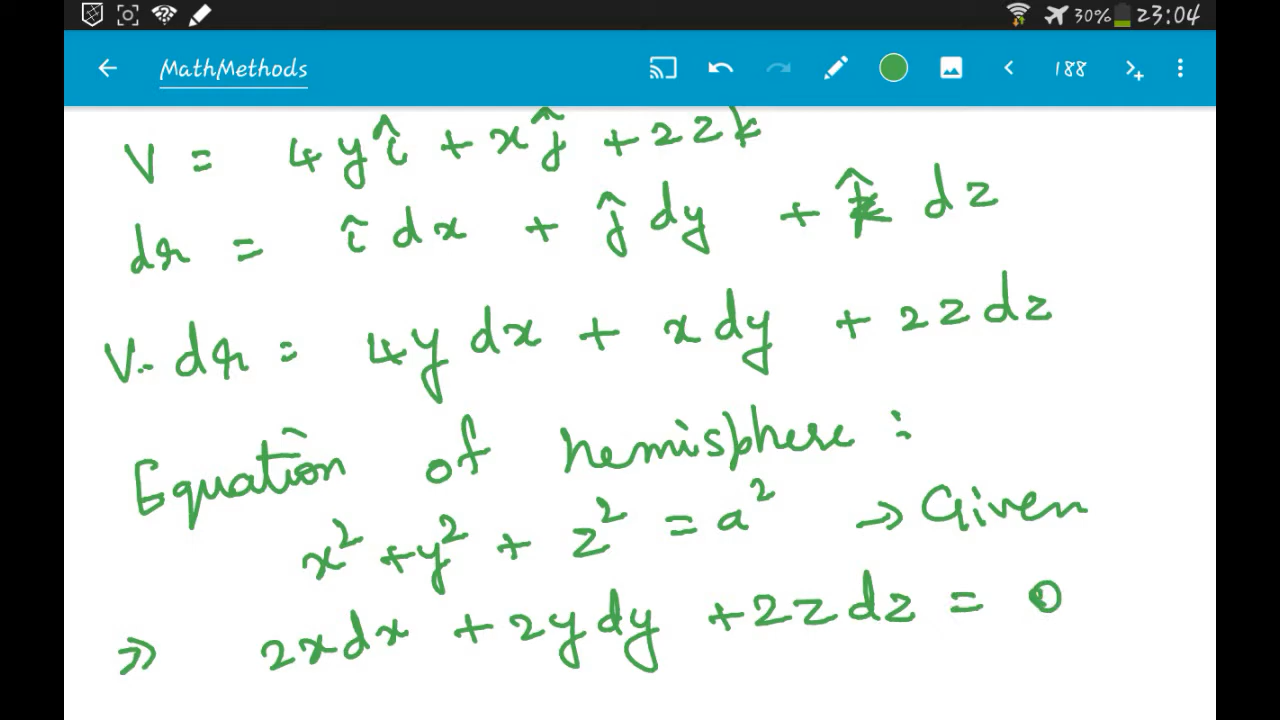 30% 23:04
MathMethods 188
V = 4yî + xĵ + 2zk
dr = î dx + ĵ dy + k̂ dz
V. dr = 4y dx + x dy + 2z dz
Equation of hemisphere :
x² + y² + z² = a² → Given
⇒ 2x dx + 2y dy + 2z dz = 0